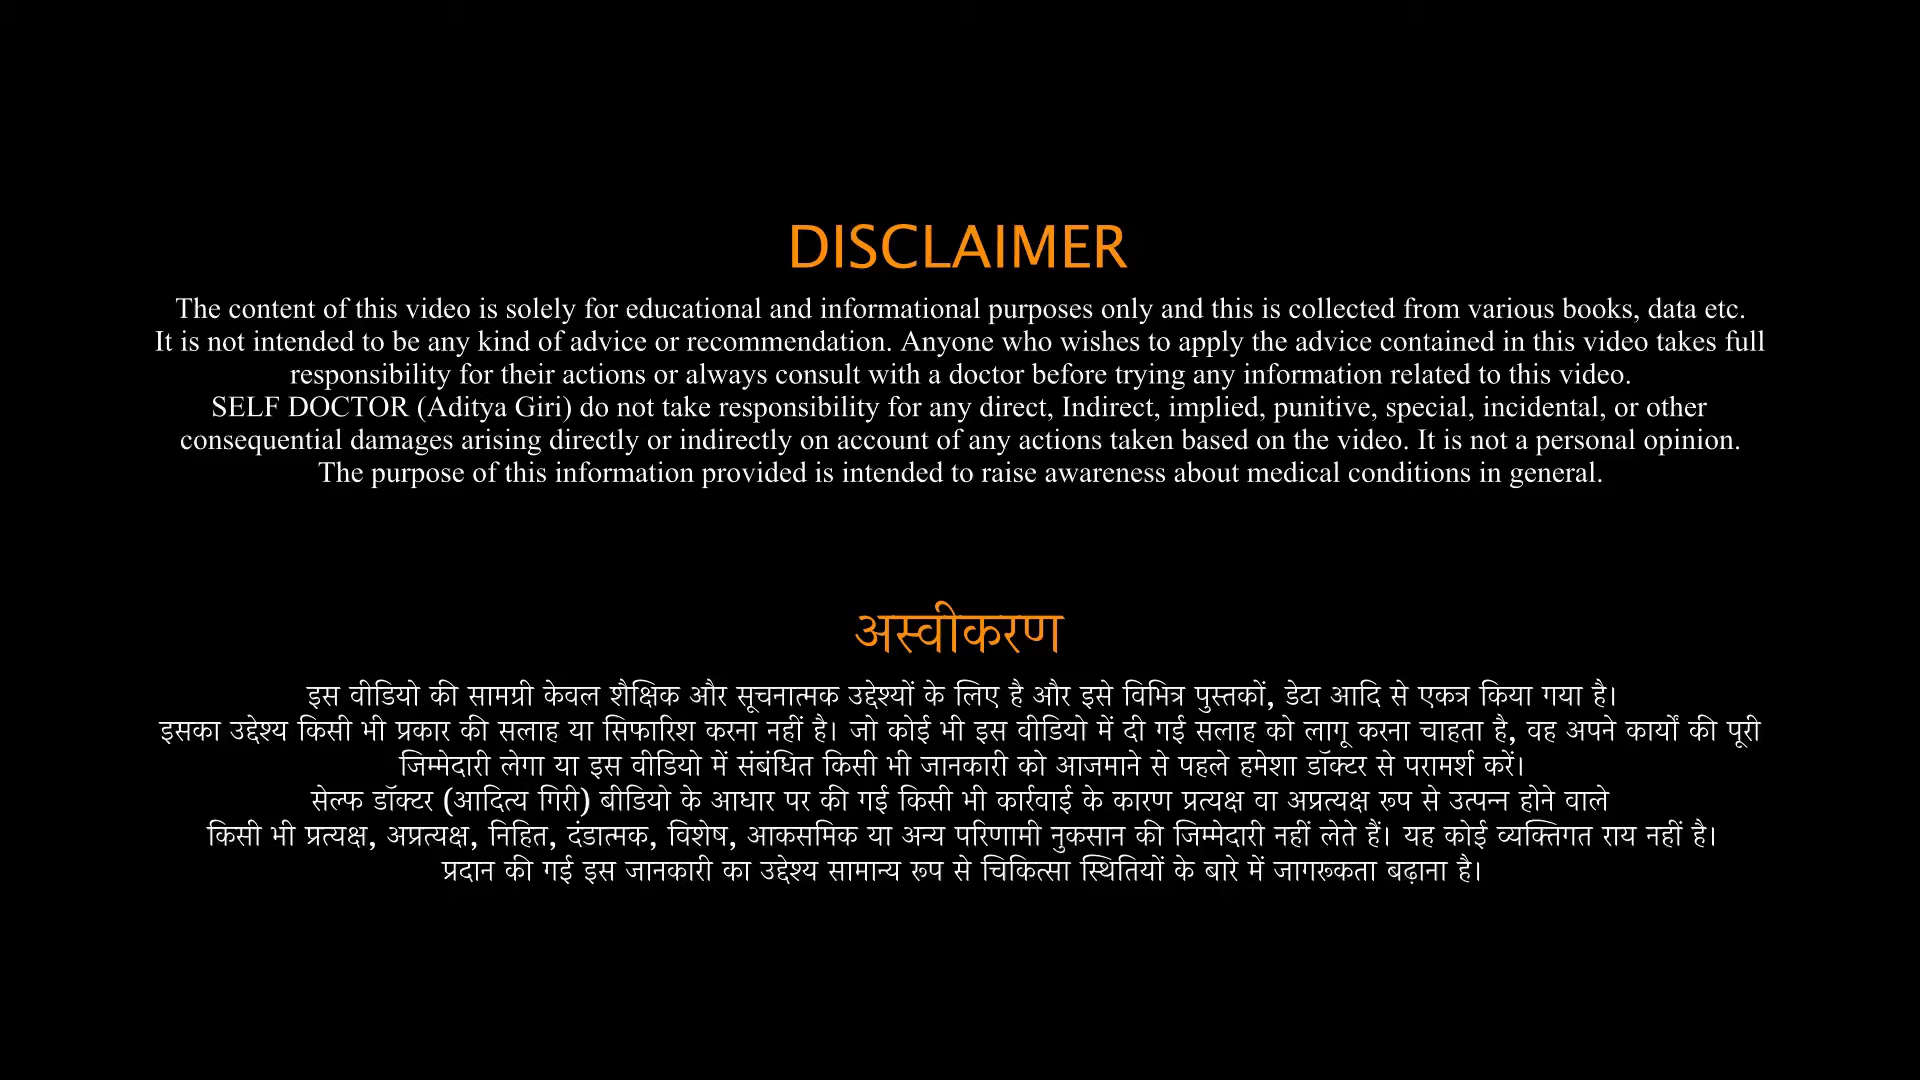 DISCLAIMER
The content of this video is solely for educational and informational purposes only and this is collected from various books, data etc.
It is not intended to be any kind of advice or recommendation. Anyone who wishes to apply the advice contained in this video takes full
responsibility for their actions or always consult with a doctor before trying any information related to this video.
SELF DOCTOR (Aditya Giri) do not take responsibility for any direct, Indirect, implied, punitive, special, incidental, or other
consequential damages arising directly or indirectly on account of any actions taken based on the video. It is not a personal opinion.
The purpose of this information provided is intended to raise awareness about medical conditions in general.
अस्वीकरण
इस वीडियो की सामग्री केवल शैक्षिक और सूचनात्मक उद्देश्यों के लिए है और इसे विभिन्न पुस्तकों, डेटा आदि से एकत्र किया गया है।
इसका उद्देश्य किसी भी प्रकार की सलाह या सिफारिश करना नहीं है। जो कोई भी इस वीडियो में दी गई सलाह को लागू करना चाहता है, वह अपने कार्यों की पूरी
जिम्मेदारी लेगा या इस वीडियो में संबंधित किसी भी जानकारी को आजमाने से पहले हमेशा डॉक्टर से परामर्श करें।
सेल्फ डॉक्टर (आदित्य गिरी) बीडियो के आधार पर की गई किसी भी कार्रवाई के कारण प्रत्यक्ष वा अप्रत्यक्ष रूप से उत्पन्न होने वाले
किसी भी प्रत्यक्ष, अप्रत्यक्ष, निहित, दंडात्मक, विशेष, आकसमिक या अन्य परिणामी नुकसान की जिम्मेदारी नहीं लेते हैं। यह कोई व्यक्तिगत राय नहीं है।
प्रदान की गई इस जानकारी का उद्देश्य सामान्य रूप से चिकित्सा स्थितियों के बारे में जागरूकता बढ़ाना है।